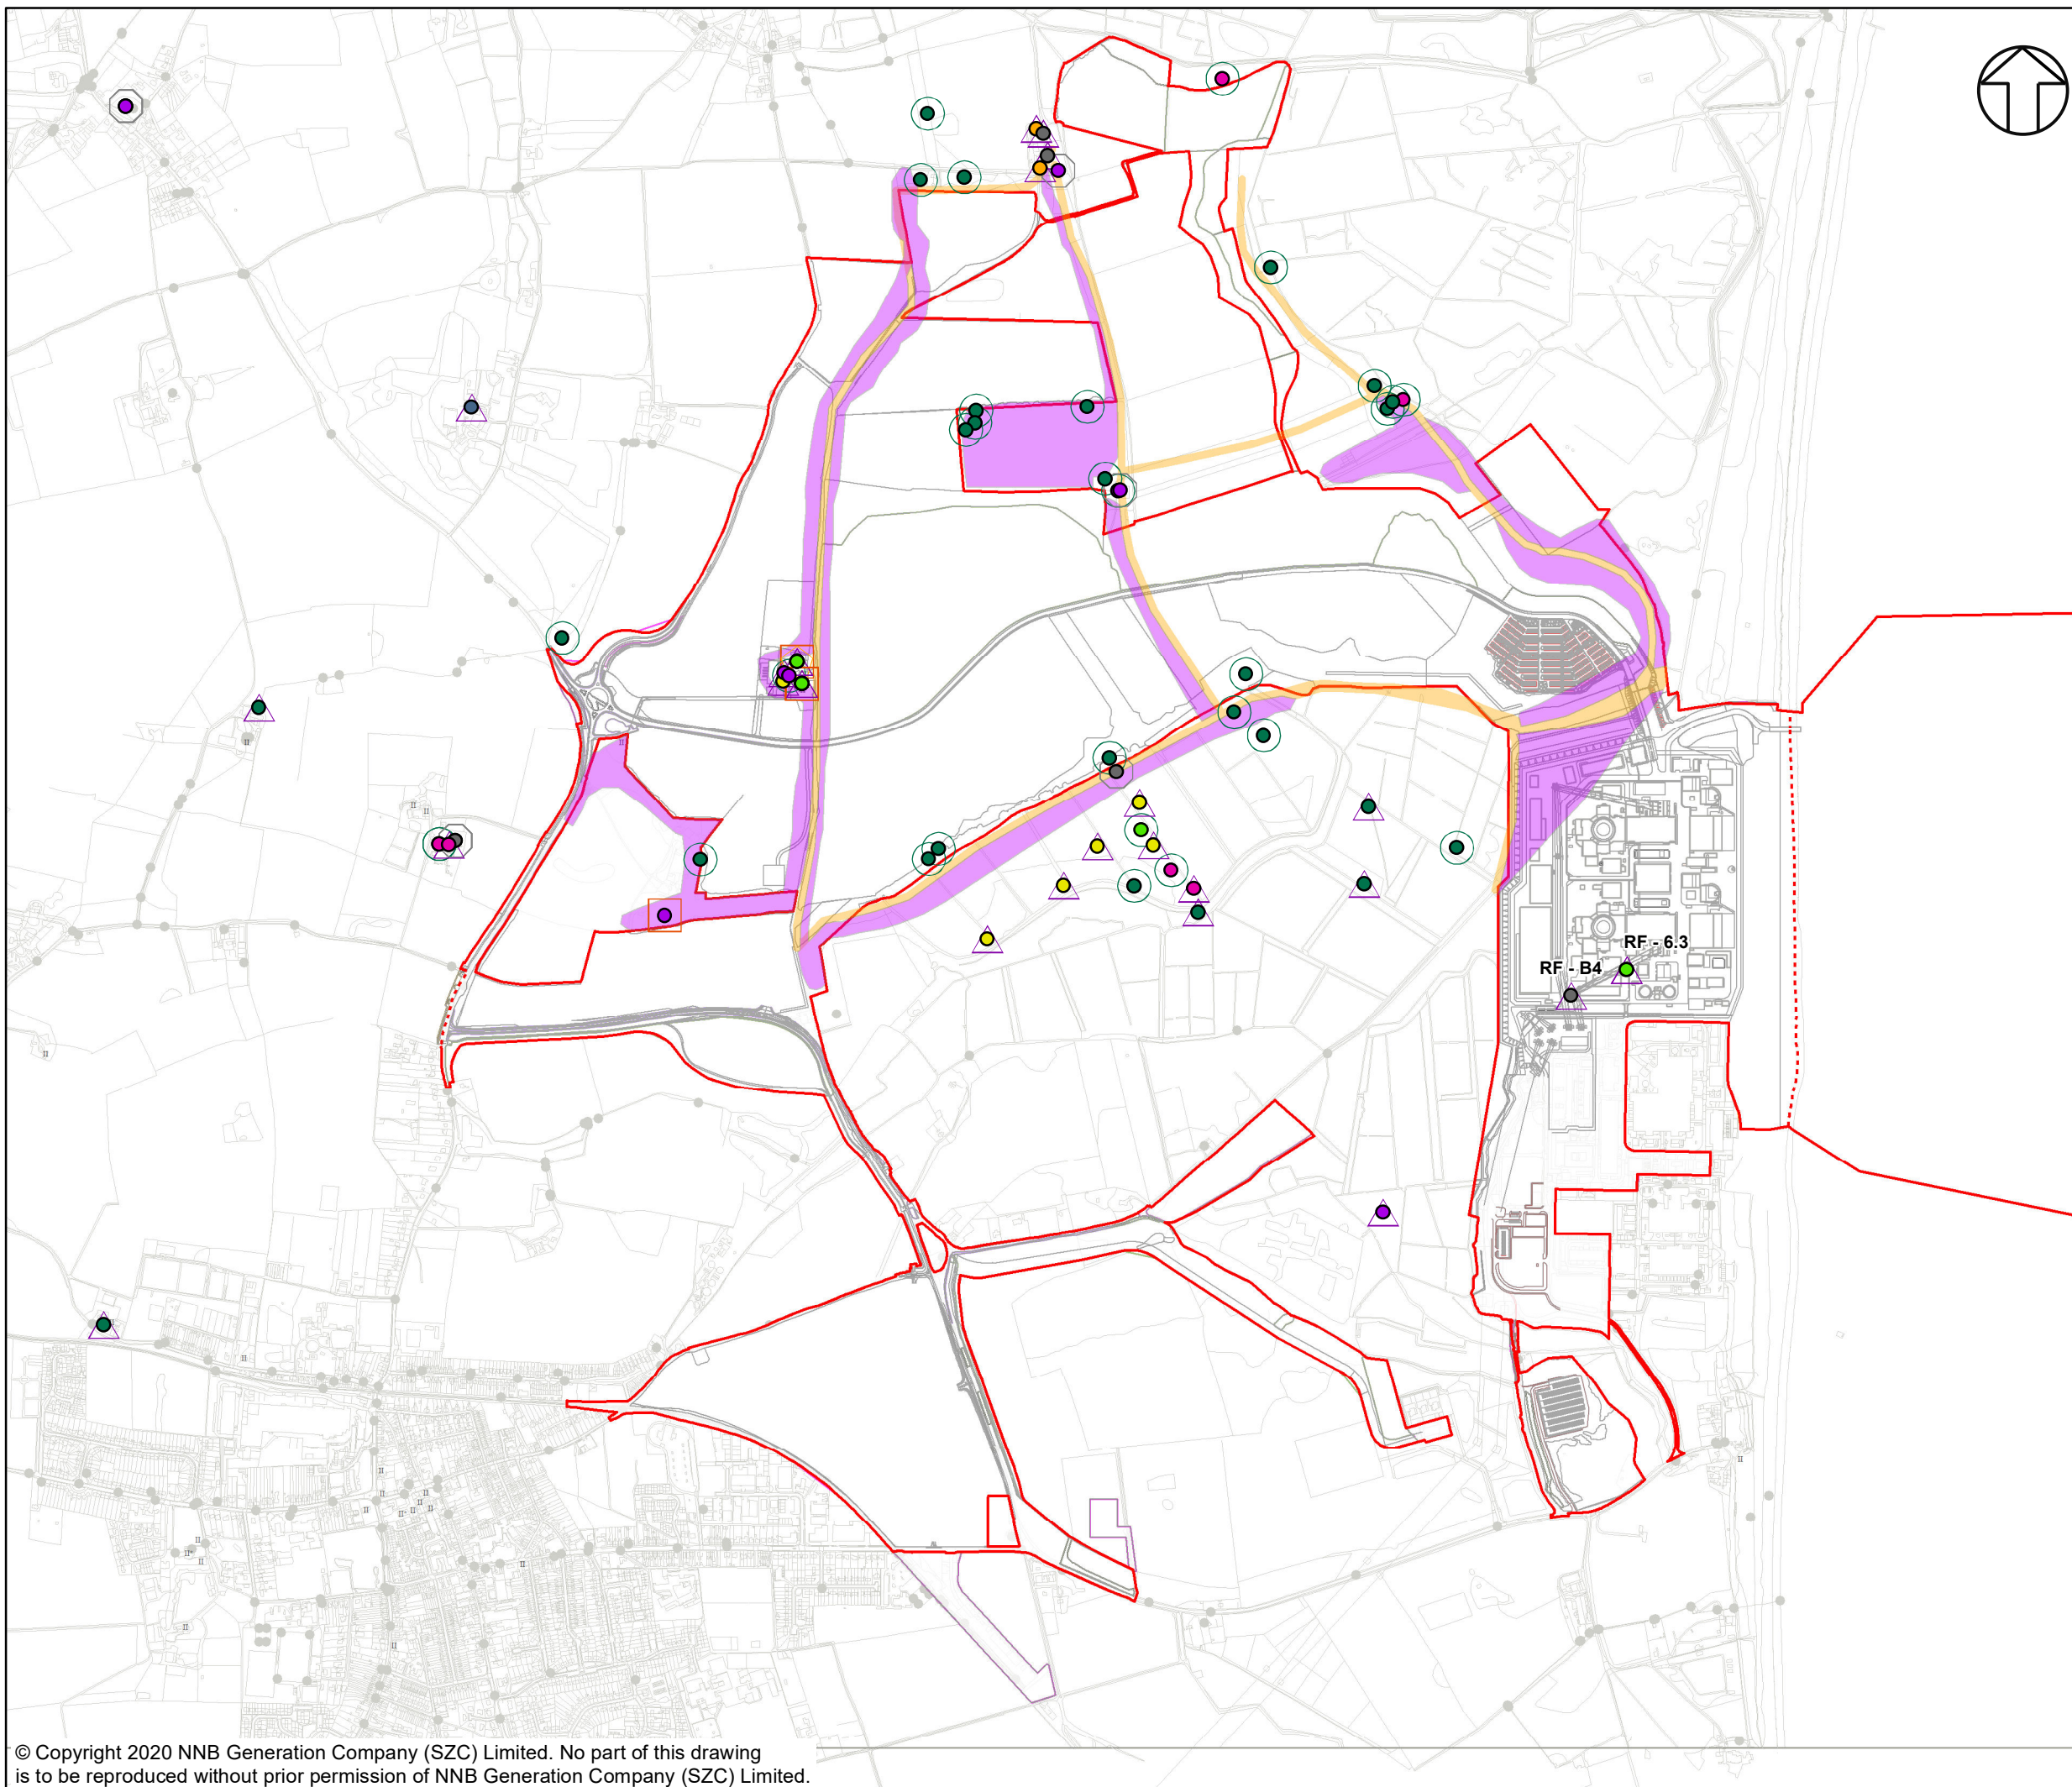 RF - 6.3
RF - B4
© Copyright 2020 NNB Generation Company (SZC) Limited. No part of this drawing
is to be reproduced without prior permission of NNB Generation Company (SZC) Limited.